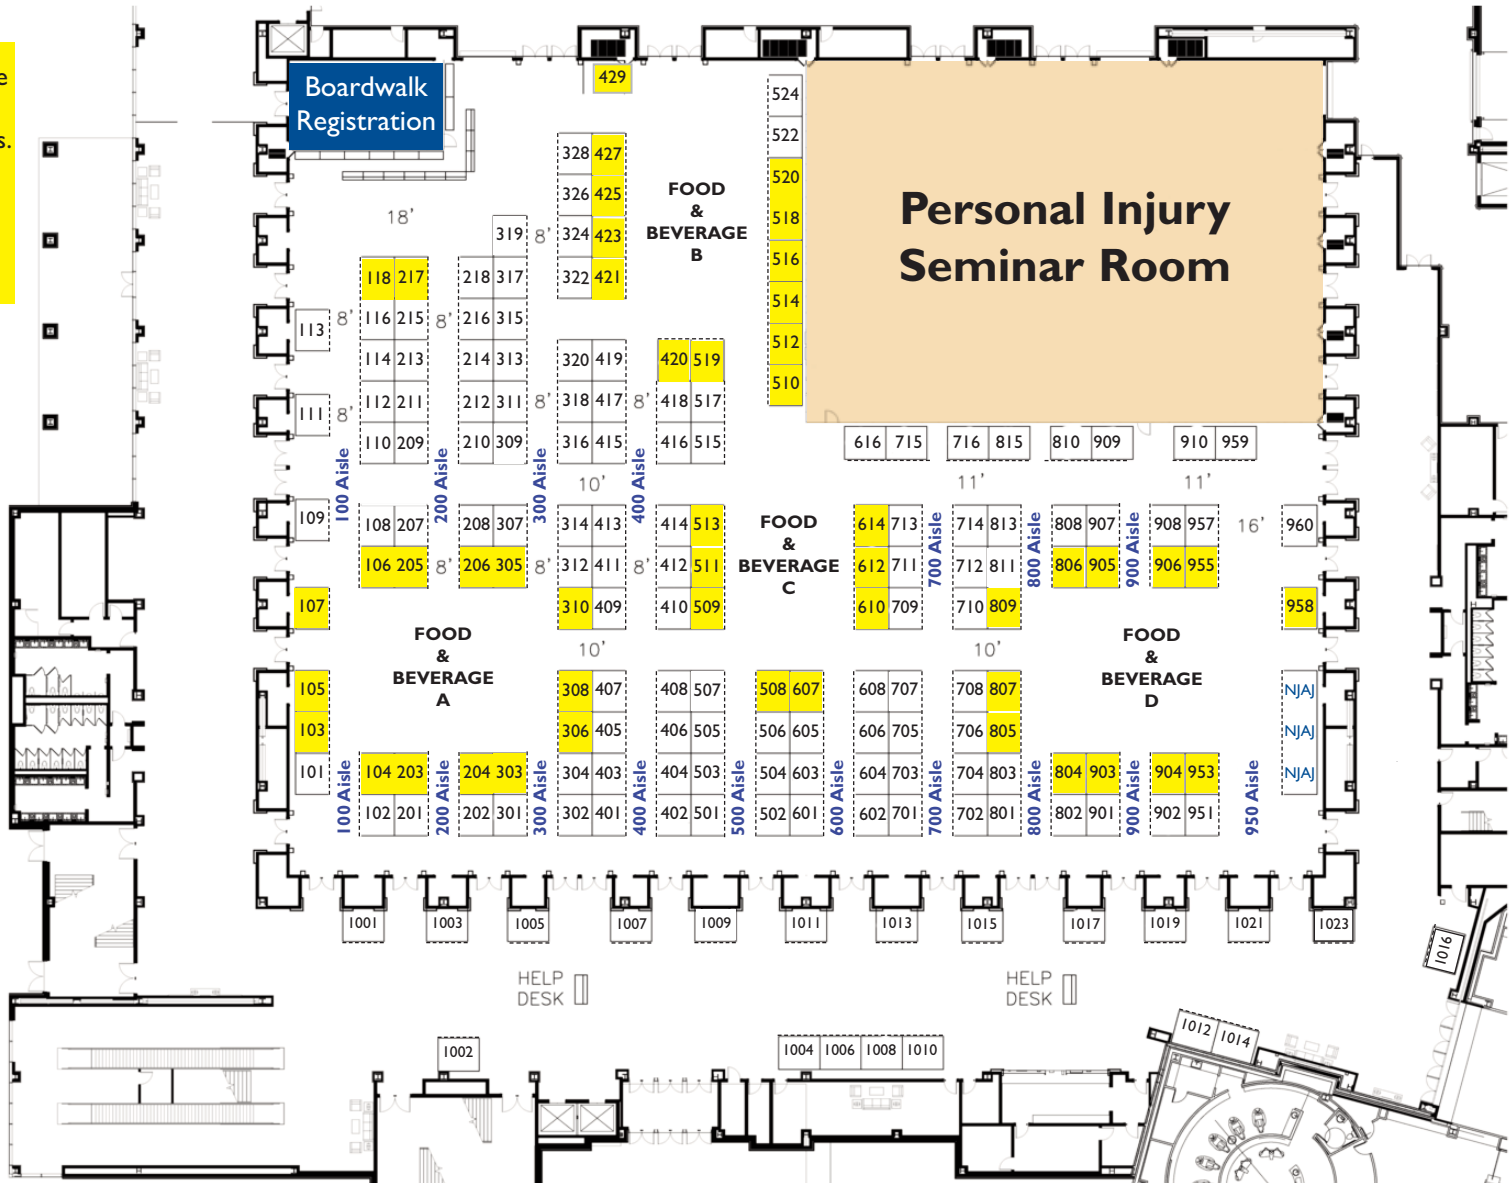 e
s.
Boardwalk
Registration
429
524
522
520
518
516
514
512
510
Personal Injury
Seminar Room
328 427
326 425
324 423
322 421
FOOD
&
BEVERAGE
B
18'
319 8'
118 217
218 317
113 8' 116 215 8' 216 315
114 213
214 313
320 419
420 519
111 8' 112 211
212 311 8' 318 417 8' 418 517
110 209
210 309
316 415
416 515
616 715
716 815
810 909
910 959
100 Aisle
200 Aisle
300 Aisle
400 Aisle
10'
11'
11'
109
108 207
208 307
314 413
414 513
FOOD
&
BEVERAGE
C
614 713
714 813
808 907
908 957
16'
960
106 205 8' 206 305 8' 312 411 8' 412 511
612 711
712 811
806 905
906 955
700 Aisle
800 Aisle
900 Aisle
107
310 409
410 509
610 709
710 809
958
FOOD
&
BEVERAGE
A
10'
10'
FOOD
&
BEVERAGE
D
105
308 407
408 507
508 607
608 707
708 807
NJAJ
103
306 405
406 505
506 605
606 705
706 805
NJAJ
101
104 203
204 303
304 403
404 503
504 603
604 703
704 803
804 903
904 953
NJAJ
102 201
202 301
302 401
402 501
502 601
602 701
702 801
802 901
902 951
100 Aisle
200 Aisle
300 Aisle
400 Aisle
500 Aisle
600 Aisle
700 Aisle
800 Aisle
900 Aisle
950 Aisle
1001
1003
1005
1007
1009
1011
1013
1015
1017
1019
1021
1023
1016
HELP
DESK
HELP
DESK
1002
1004 1006 1008 1010
1012 1014